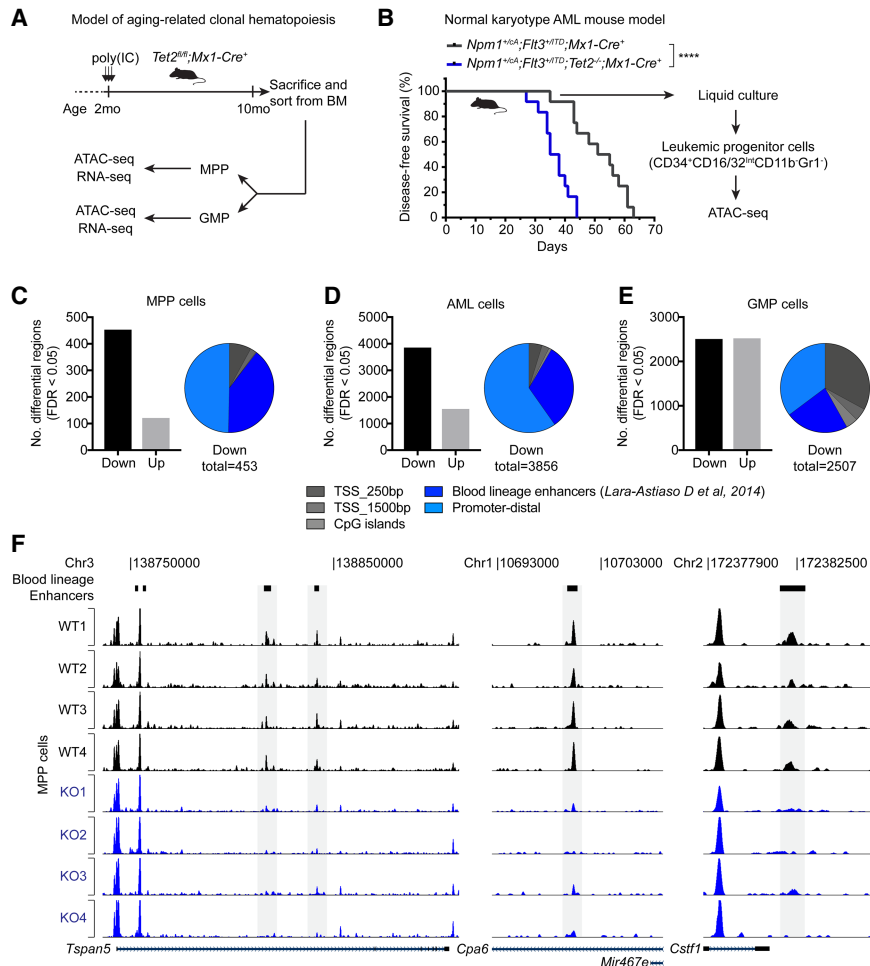 A
Model of aging-related clonal hematopoiesis
poly(IC)
Tet2fl/fl;Mx1-Cre+
Sacrifice and
sort from BM
Age
2mo
10mo
ATAC-seq
RNA-seq
MPP
ATAC-seq
RNA-seq
GMP
B
Normal karyotype AML mouse model
Npm1+/cA;Flt3+/ITD;Mx1-Cre+
Npm1+/cA;Flt3+/ITD;Tet2-/-;Mx1-Cre+
****
Disease-free survival (%)
100
80
60
40
20
0
0 10 20 30 40 50 60 70
Days
Liquid culture
Leukemic progenitor cells
(CD34+CD16/32IntCD11b-Gr1-)
ATAC-seq
C
MPP cells
No. differential regions
(FDR < 0.05)
500
400
300
200
100
0
Down Up
Down
total=453
D
AML cells
No. differential regions
(FDR < 0.05)
5000
4000
3000
2000
1000
0
Down Up
Down
total=3856
E
GMP cells
No. differential regions
(FDR < 0.05)
3000
2000
1000
0
Down Up
Down
total=2507
TSS_250bp
TSS_1500bp
CpG islands
Blood lineage enhancers (Lara-Astiaso D et al, 2014)
Promoter-distal
F
Chr3 |138750000 |138850000 Chr1 |10693000 |10703000 Chr2 |172377900 |172382500
Blood lineage
Enhancers
MPP cells
WT1
WT2
WT3
WT4
KO1
KO2
KO3
KO4
Tspan5 Cpa6 Cstf1
Mir467e